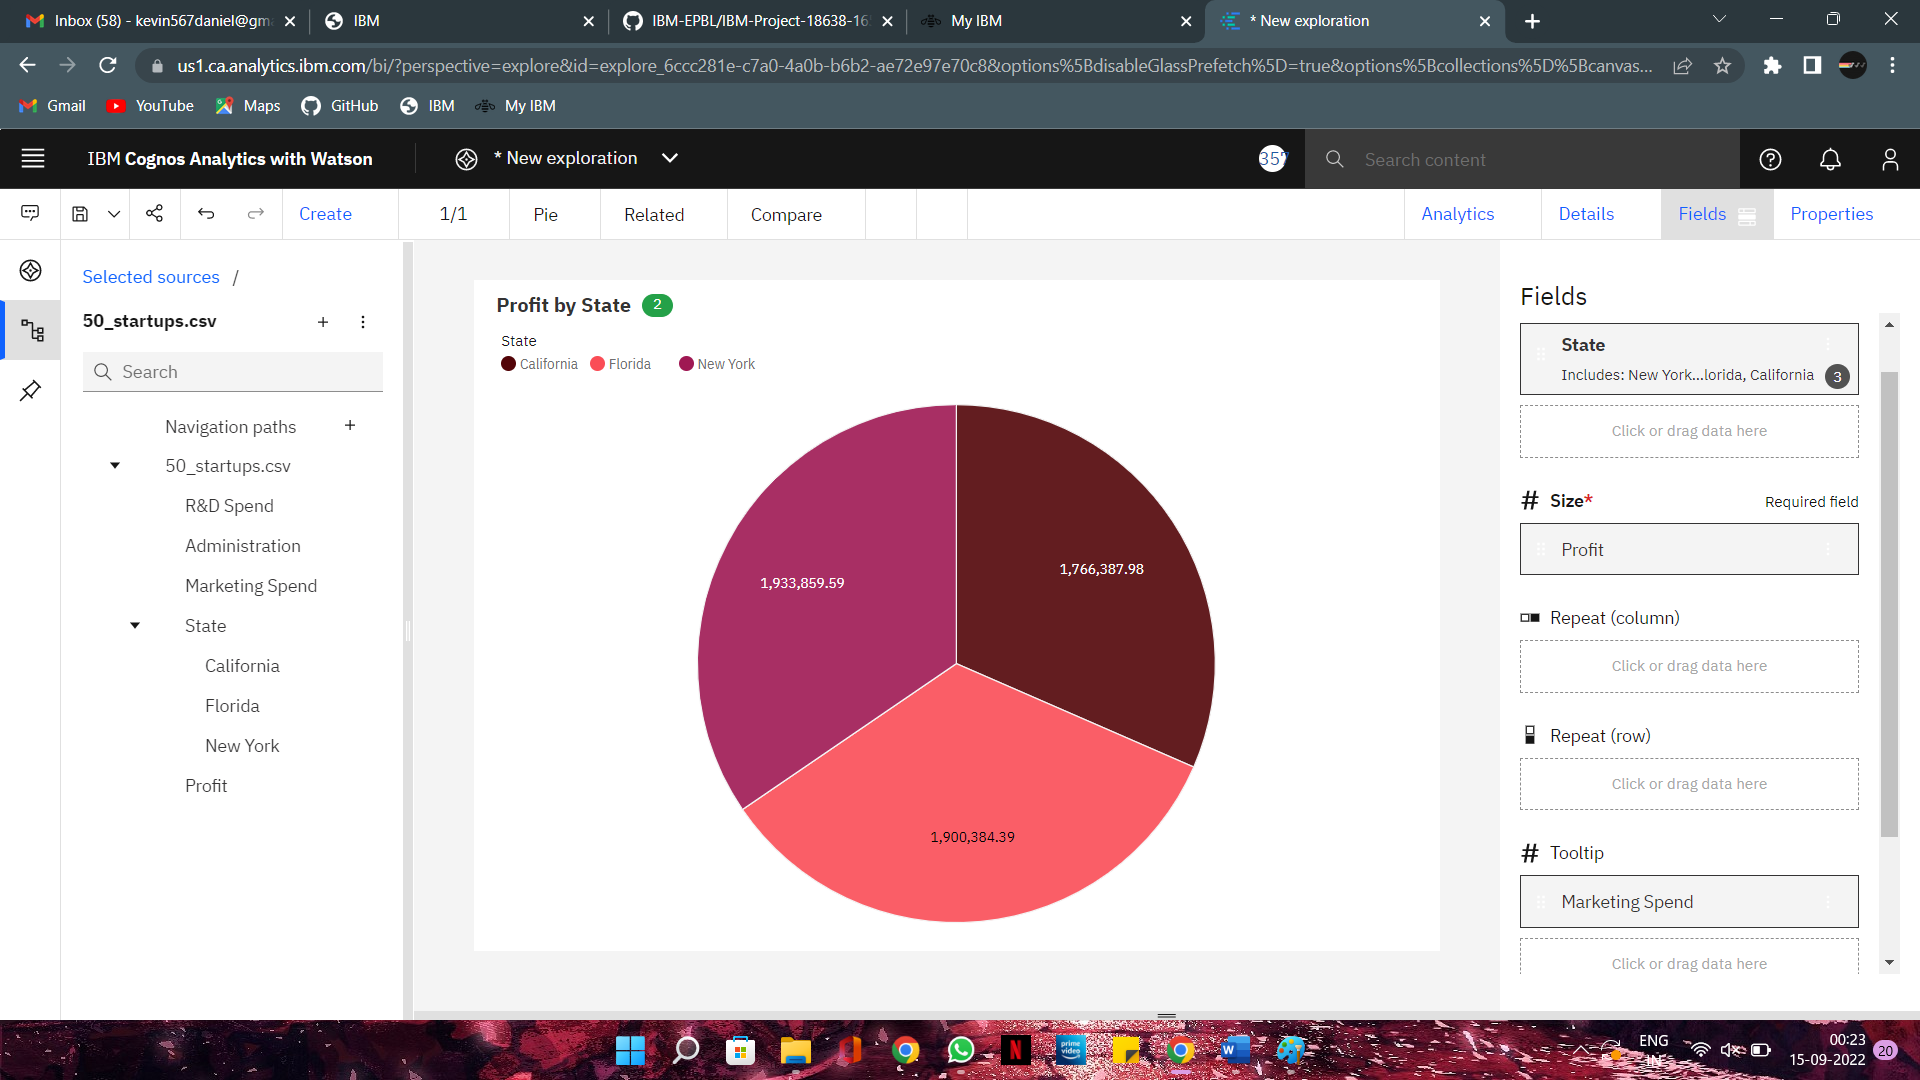 Inbox (58) - kevin567daniel@gm
IBM
IBM-EPBL/IBM-Project-18638-16
My IBM
* New exploration
us1.ca.analytics.ibm.com/bi/?perspective=explore&id=explore_6ccc281e-c7a0-4a0b-b6b2-ae72e97e70c8&options%5BdisableGlassPrefetch%5D=true&options%5Bcollections%5D%5Bcanvas...
Gmail
YouTube
Maps
GitHub
IBM
My IBM
IBM Cognos Analytics with Watson
* New exploration
357
Search content
Create
1/1
Pie
Related
Compare
Analytics
Details
Fields
Properties
Selected sources /
50_startups.csv
Search
Navigation paths
50_startups.csv
R&D Spend
Administration
Marketing Spend
State
California
Florida
New York
Profit
Profit by State 2
State
California Florida New York
1,933,859.59
1,766,387.98
1,900,384.39
Fields
State
Includes: New York...lorida, California 3
Click or drag data here
# Size* Required field
Profit
Repeat (column)
Click or drag data here
Repeat (row)
Click or drag data here
# Tooltip
Marketing Spend
Click or drag data here
prime video
N
W
ENG
IN
00:23
15-09-2022
20